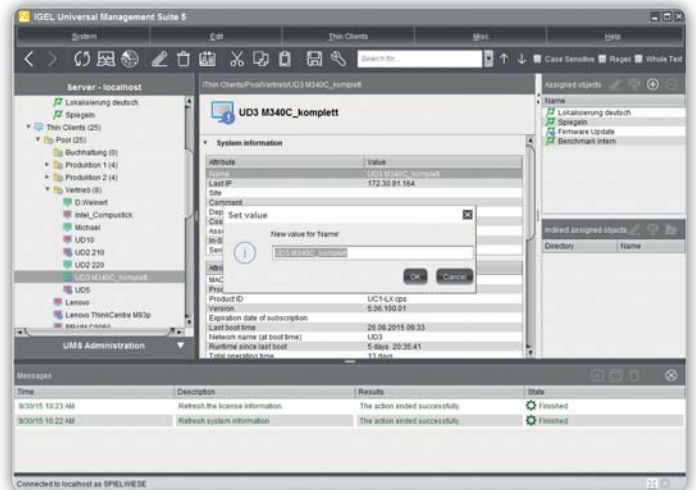 IGEL Universal Management Suite 5
System Edit Thin Clients Misc Help
Search for...
Case Sensitive Regex Whole Text
Server - localhost
Lokalisierung deutsch
Spiegeln
Thin Clients (25)
Pool (25)
Buchhaltung (0)
Produktion 1 (4)
Produktion 2 (4)
Vertrieb (8)
D.Weinert
Intel_Compustick
Michael
UD10
UD2 210
UD2 220
UD3 M340C_komplett
UD5
Lenovo
Lenovo ThinkCentre M83p
UMS Administration
/Thin Clients/Pool/Vertrieb/UD3 M340C_komplett
UD3 M340C_komplett
System information
Attribute Value
Name UD3 M340C_komplett
Last IP 172.30.91.164
Site
Comment
Set value
New value for 'Name'
UD3 M340C_komplett
OK Cancel
Product ID UC1-LX cps
Version 5.06.100.01
Expiration date of subscription
Last boot time 26.08.2015 09:33
Network name (at boot time) UD3
Runtime since last boot 5 days 20:35:41
Total operating time 13 days
Assigned objects
Name
Lokalisierung deutsch
Spiegeln
Firmware Update
Benchmark intern
Indirect assigned objects
Directory Name
Messages
Time Description Results State
9/30/15 10:23 AM Refresh the license information. The action ended successfully. Finished
9/30/15 10:22 AM Refresh system information The action ended successfully. Finished
Connected to localhost as SPIELWIESE